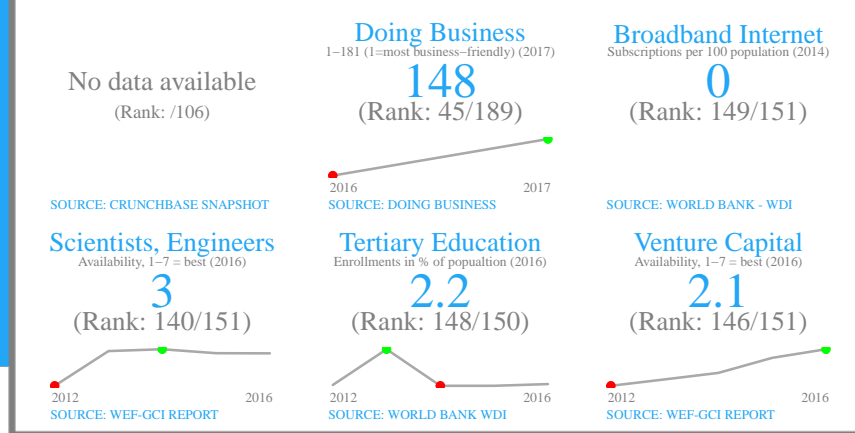 No data available
(Rank: /106)
SOURCE: CRUNCHBASE SNAPSHOT
Doing Business
1–181 (1=most business–friendly) (2017)
148
(Rank: 45/189)
2016 2017
SOURCE: DOING BUSINESS
Broadband Internet
Subscriptions per 100 population (2014)
0
(Rank: 149/151)
SOURCE: WORLD BANK - WDI
Scientists, Engineers
Availability, 1–7 = best (2016)
3
(Rank: 140/151)
2012 2016
SOURCE: WEF-GCI REPORT
Tertiary Education
Enrollments in % of popualtion (2016)
2.2
(Rank: 148/150)
2012 2016
SOURCE: WORLD BANK WDI
Venture Capital
Availability, 1–7 = best (2016)
2.1
(Rank: 146/151)
2012 2016
SOURCE: WEF-GCI REPORT